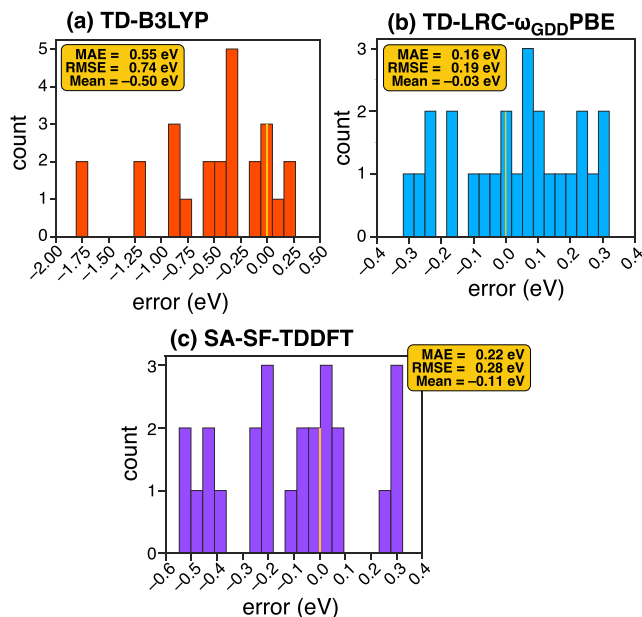 (a) TD-B3LYP
MAE = 0.55 eV
RMSE = 0.74 eV
Mean = −0.50 eV
count
5
4
3
2
1
0
−2.00
−1.75
−1.50
−1.25
−1.00
−0.75
−0.50
−0.25
0.00
0.25
0.50
error (eV)
(b) TD-LRC-ωGDDPBE
MAE = 0.16 eV
RMSE = 0.19 eV
Mean = −0.03 eV
count
3
2
1
0
−0.4
−0.3
−0.2
−0.1
0.0
0.1
0.2
0.3
0.4
error (eV)
(c) SA-SF-TDDFT
MAE = 0.22 eV
RMSE = 0.28 eV
Mean = −0.11 eV
count
3
2
1
0
−0.6
−0.5
−0.4
−0.3
−0.2
−0.1
0.0
0.1
0.2
0.3
0.4
error (eV)